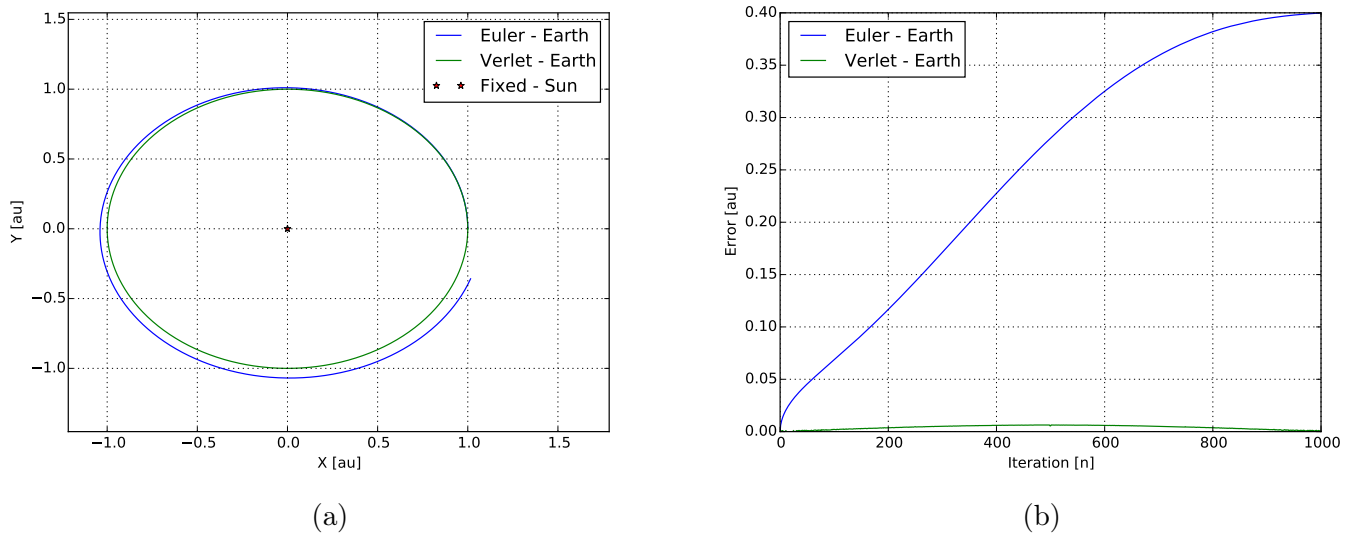 Euler - Earth
Verlet - Earth
Fixed - Sun
1.5
1.0
0.5
0.0
−0.5
−1.0
Y [au]
−1.0
−0.5
0.0
0.5
1.0
1.5
X [au]
(a)
Euler - Earth
Verlet - Earth
0.40
0.35
0.30
0.25
0.20
0.15
0.10
0.05
0.00
Error [au]
0
200
400
600
800
1000
Iteration [n]
(b)